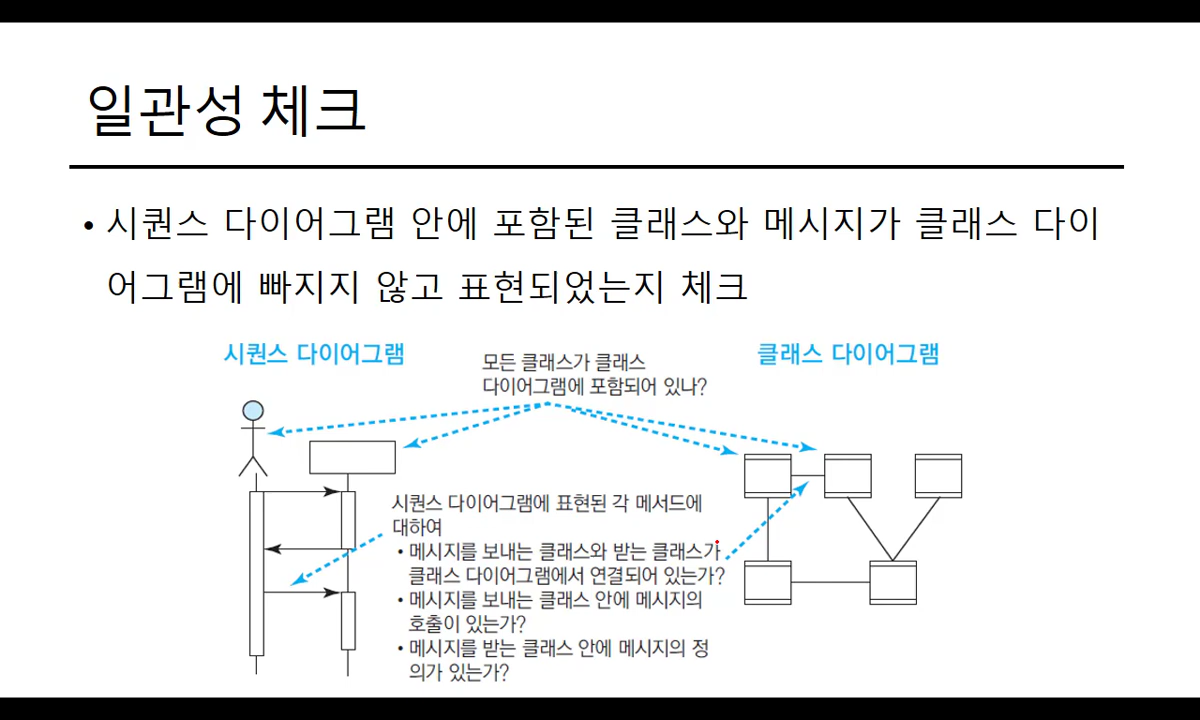 일관성 체크
• 시퀀스 다이어그램 안에 포함된 클래스와 메시지가 클래스 다이
어그램에 빠지지 않고 표현되었는지 체크
시퀀스 다이어그램
모든 클래스가 클래스
다이어그램에 포함되어 있나?
클래스 다이어그램
시퀀스 다이어그램에 표현된 각 메서드에
대하여
• 메시지를 보내는 클래스와 받는 클래스가
클래스 다이어그램에서 연결되어 있는가?
• 메시지를 보내는 클래스 안에 메시지의
호출이 있는가?
• 메시지를 받는 클래스 안에 메시지의 정
의가 있는가?